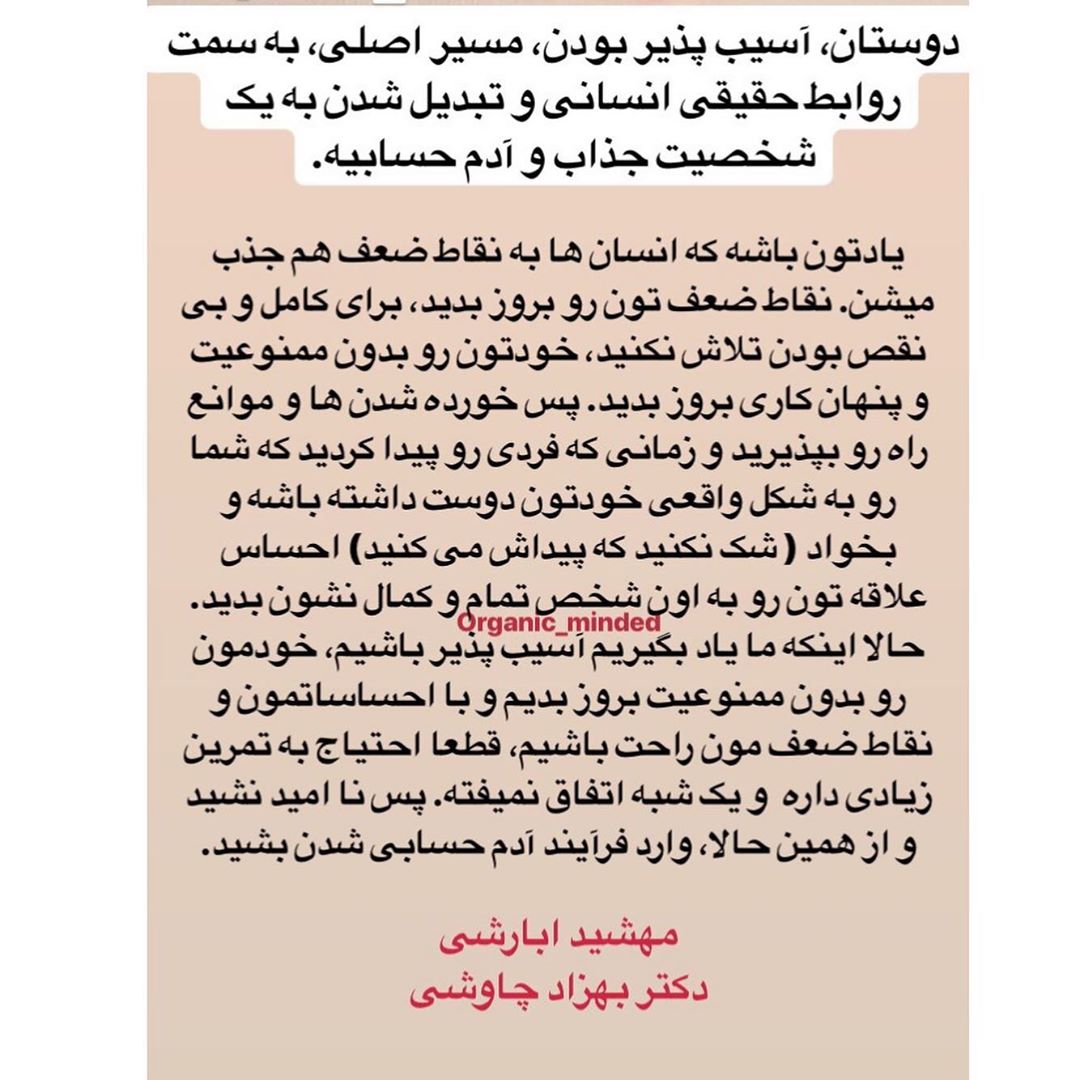 دوستان، آسیب پذیر بودن، مسیر اصلی، به سمت
روابط حقیقی انسانی و تبدیل شدن به یک
شخصیت جذاب و آدم حسابیه.
یادتون باشه که انسان ها به نقاط ضعف هم جذب
میشن. نقاط ضعف تون رو بروز بدید، برای کامل و بی
نقص بودن تلاش نکنید، خودتون رو بدون ممنوعیت
و پنهان کاری بروز بدید. پس خورده شدن ها و موانع
راه رو بپذیرید و زمانی که فردی رو پیدا کردید که شما
رو به شکل واقعی خودتون دوست داشته باشه و
بخواد ( شک نکنید که پیداش می کنید) احساس
علاقه تون رو به اون شخص تمام و کمال نشون بدید.
Organic_minded
حالا اینکه ما یاد بگیریم آسیب پذیر باشیم، خودمون
رو بدون ممنوعیت بروز بدیم و با احساساتمون و
نقاط ضعف مون راحت باشیم، قطعا احتیاج به تمرین
زیادی داره و یک شبه اتفاق نمیفته. پس نا امید نشید
و از همین حالا، وارد فرآیند آدم حسابی شدن بشید.
مهشید ابارشی
دکتر بهزاد چاوشی